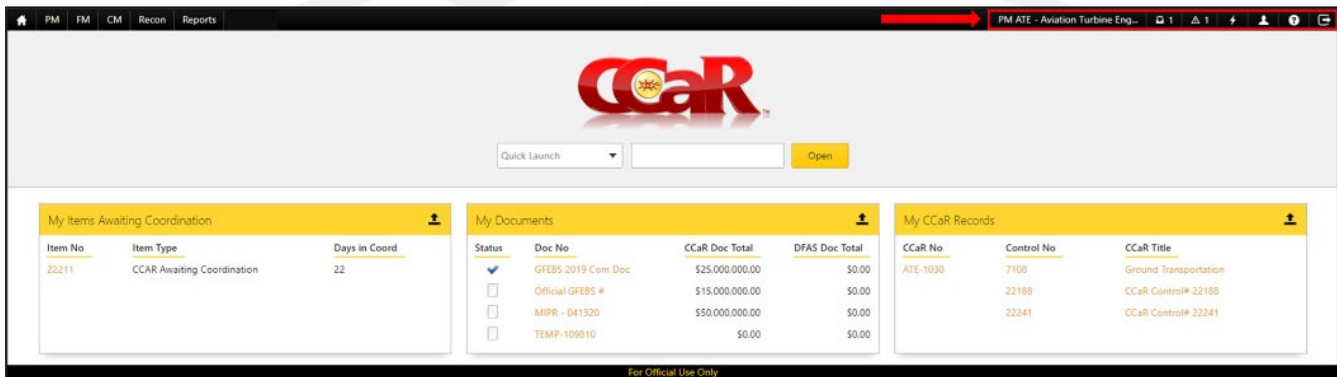 PM FM CM Recon Reports PM ATE - Aviation Turbine Eng... 1 1
CCaR™
Quick Launch Open
My Items Awaiting Coordination
Item No Item Type Days in Coord
22211 CCAR Awaiting Coordination 22
My Documents
Status Doc No CCaR Doc Total DFAS Doc Total
GFEBS 2019 Com Doc $25,000,000.00 $0.00
Official GFEBS # $15,000,000.00 $0.00
MIPR - 041320 $50,000,000.00 $0.00
TEMP-109810 $0.00 $0.00
My CCaR Records
CCaR No Control No CCaR Title
ATE-1030 7108 Ground Transportation
22188 CCaR Control# 22188
22241 CCaR Control# 22241
For Official Use Only